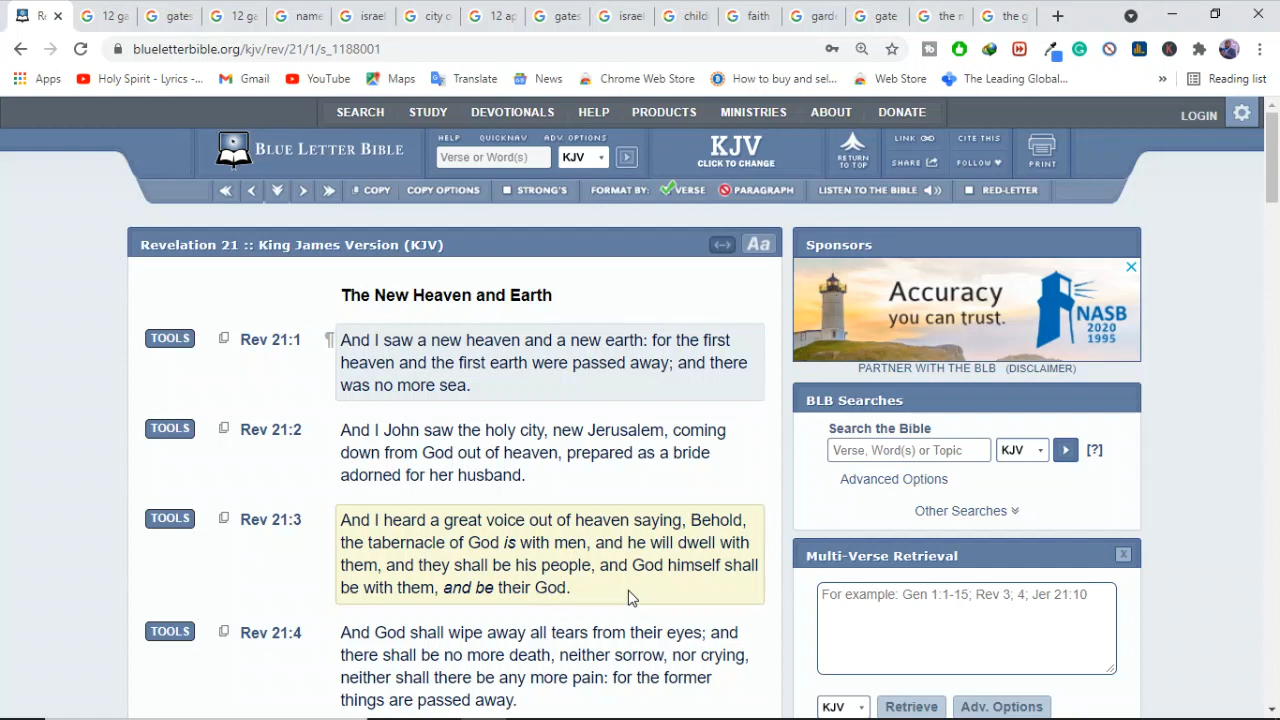 Re
12 ga
gates
12 ga
name
israel
city o
12 ap
gates
israel
child
faith
gard
gate
the n
the g
blueletterbible.org/kjv/rev/21/1/s_1188001
Apps
Holy Spirit - Lyrics -...
Gmail
YouTube
Maps
Translate
News
Chrome Web Store
How to buy and sel...
Web Store
The Leading Global...
»
Reading list
SEARCH STUDY DEVOTIONALS HELP PRODUCTS MINISTRIES ABOUT DONATE
LOGIN
BLUE LETTER BIBLE
HELP QUICKNAV ADV. OPTIONS
Verse or Word(s)
KJV
KJV
CLICK TO CHANGE
RETURN
TO TOP
LINK
CITE THIS
SHARE
FOLLOW
PRINT
COPY COPY OPTIONS STRONG'S FORMAT BY: VERSE PARAGRAPH LISTEN TO THE BIBLE RED-LETTER
Revelation 21 :: King James Version (KJV)
Aa
The New Heaven and Earth
TOOLS
Rev 21:1
¶
And I saw a new heaven and a new earth: for the first
heaven and the first earth were passed away; and there
was no more sea.
TOOLS
Rev 21:2
And I John saw the holy city, new Jerusalem, coming
down from God out of heaven, prepared as a bride
adorned for her husband.
TOOLS
Rev 21:3
And I heard a great voice out of heaven saying, Behold,
the tabernacle of God is with men, and he will dwell with
them, and they shall be his people, and God himself shall
be with them, and be their God.
TOOLS
Rev 21:4
And God shall wipe away all tears from their eyes; and
there shall be no more death, neither sorrow, nor crying,
neither shall there be any more pain: for the former
things are passed away.
Sponsors
Accuracy
you can trust.
NASB
2020
1995
PARTNER WITH THE BLB (DISCLAIMER)
BLB Searches
Search the Bible
Verse, Word(s) or Topic
KJV
[?]
Advanced Options
Other Searches
Multi-Verse Retrieval
X
For example: Gen 1:1-15; Rev 3; 4; Jer 21:10
KJV
Retrieve
Adv. Options